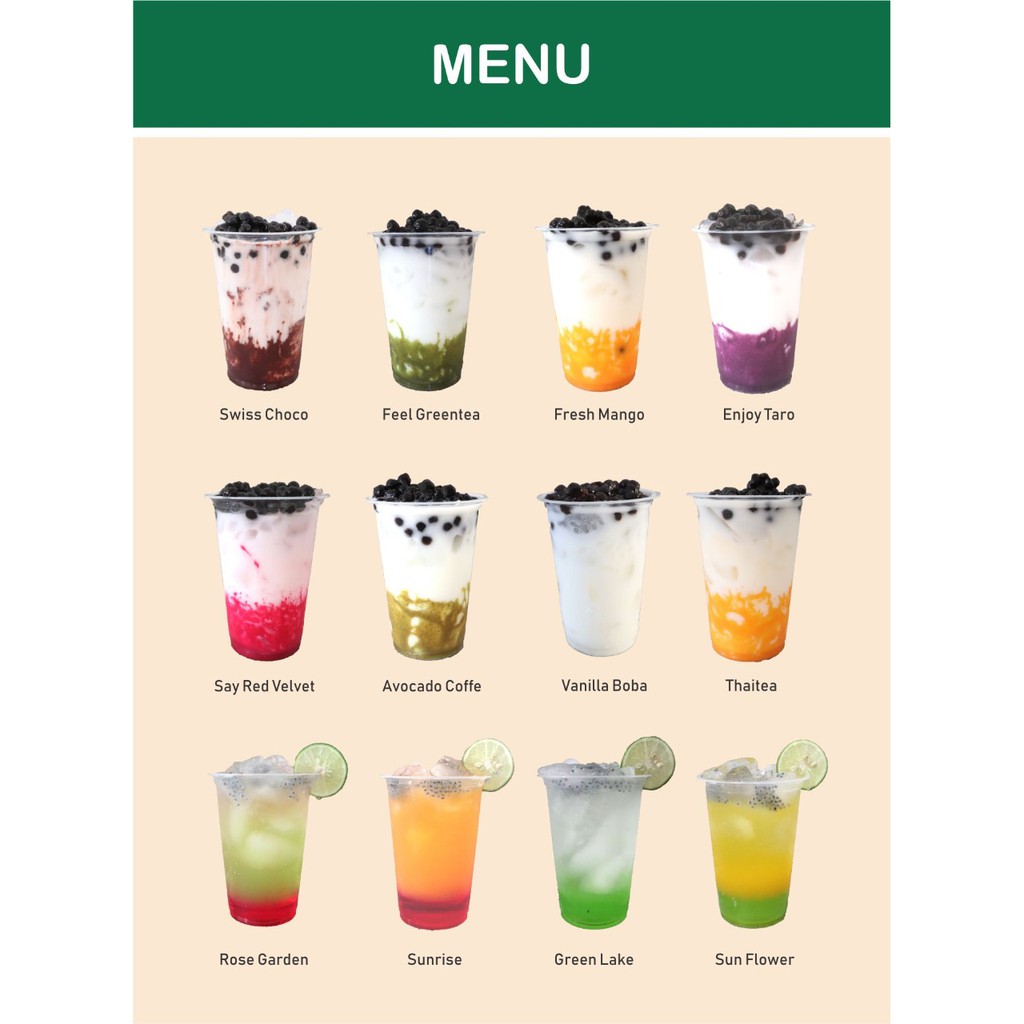 MENU
Swiss Choco
Feel Greentea
Fresh Mango
Enjoy Taro
Say Red Velvet
Avocado Coffe
Vanilla Boba
Thaitea
Rose Garden
Sunrise
Green Lake
Sun Flower